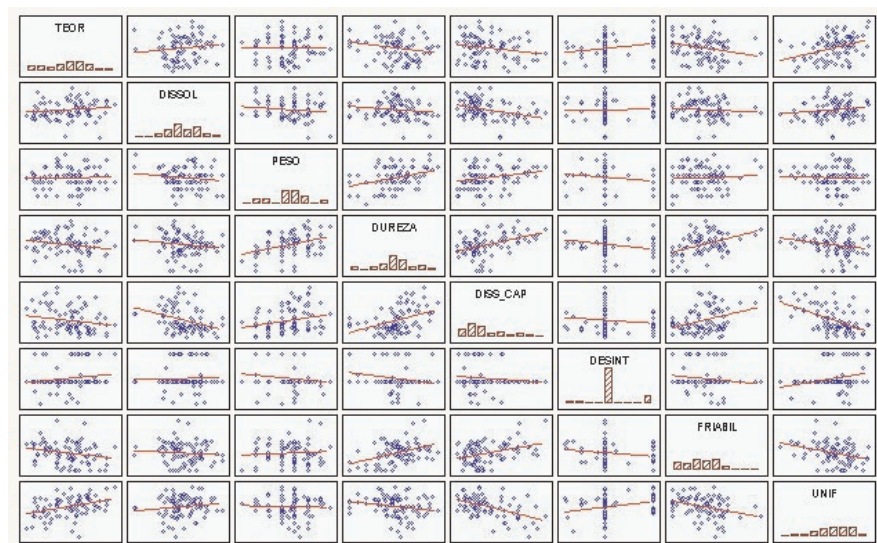 TEOR
DISSOL
PESO
DUREZA
DISS_CAP
DESINT
FRIABIL
UNIF